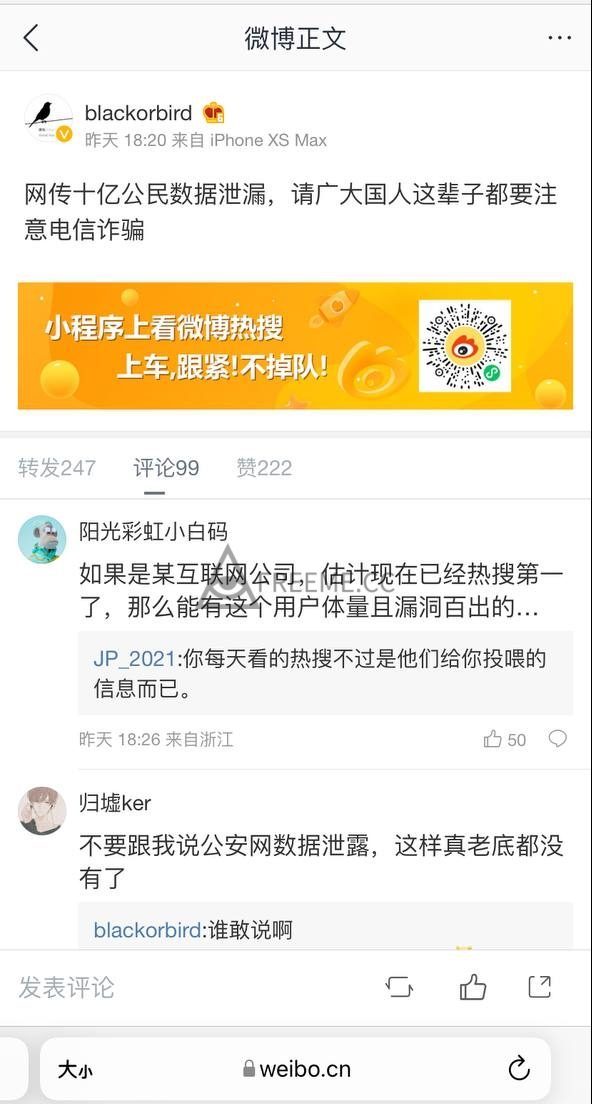 微博正文
blackorbird
昨天 18:20 来自 iPhone XS Max
网传十亿公民数据泄漏，请广大国人这辈子都要注
意电信诈骗
小程序上看微博热搜
上车,跟紧!不掉队!
转发247 评论99 赞222
阳光彩虹小白码
如果是某互联网公司，估计现在已经热搜第一
了，那么能有这个用户体量且漏洞百出的...
FREEME.CC
JP_2021:你每天看的热搜不过是他们给你投喂的
信息而已。
昨天 18:26 来自浙江 50
归墟ker
不要跟我说公安网数据泄露，这样真老底都没
有了
blackorbird:谁敢说啊
发表评论
大小 weibo.cn